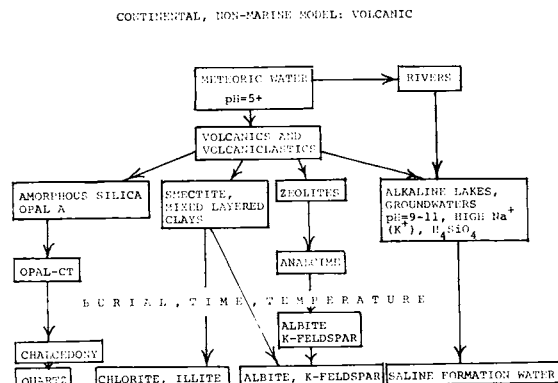 CONTINENTAL, NON-MARINE MODEL: VOLCANIC
METEORIC WATER
pH=5+
RIVERS
VOLCANICS AND
VOLCANICLASTICS
AMORPHOUS SILICA
OPAL A
SMECTITE,
MIXED LAYERED
CLAYS
ZEOLITES
ALKALINE LAKES,
GROUNDWATERS
pH=9-11, HIGH Na+
(K+), H4SiO4
OPAL-CT
ANALCIME
BURIAL, TIME, TEMPERATURE
ALBITE
K-FELDSPAR
CHALCEDONY
QUARTZ
CHLORITE, ILLITE
ALBITE, K-FELDSPAR
SALINE FORMATION WATER